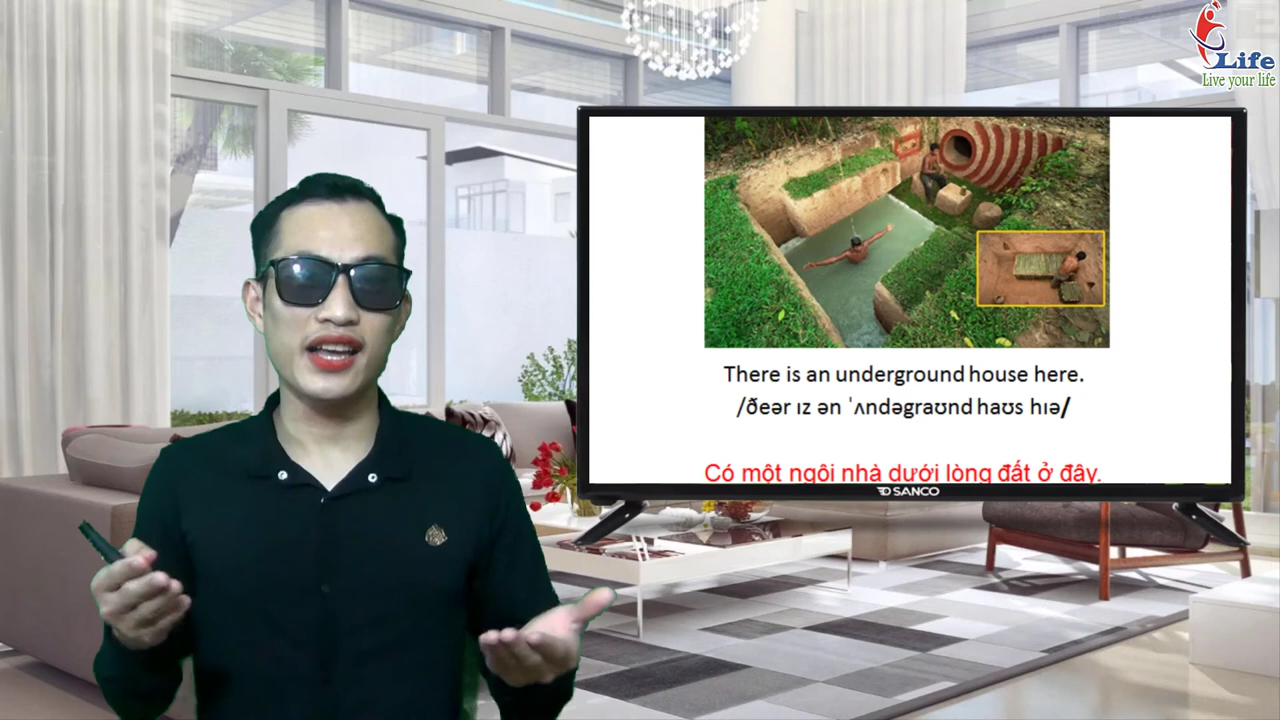 Life
Live your life
There is an underground house here.
/ðeər ɪz ən ˈʌndəgraʊnd haʊs hɪə/
Có một ngôi nhà dưới lòng đất ở đây.
SANCO